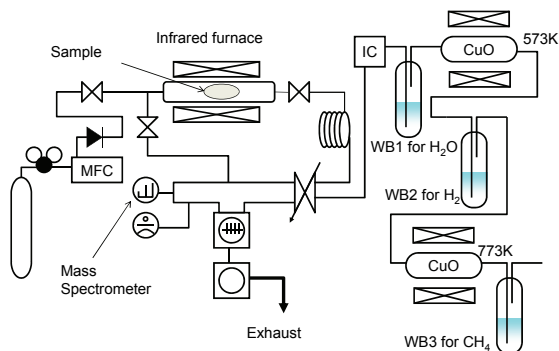 Infrared furnace
Sample
IC
CuO
573K
MFC
WB1 for H₂O
WB2 for H₂
Mass
Spectrometer
CuO
773K
Exhaust
WB3 for CH₄